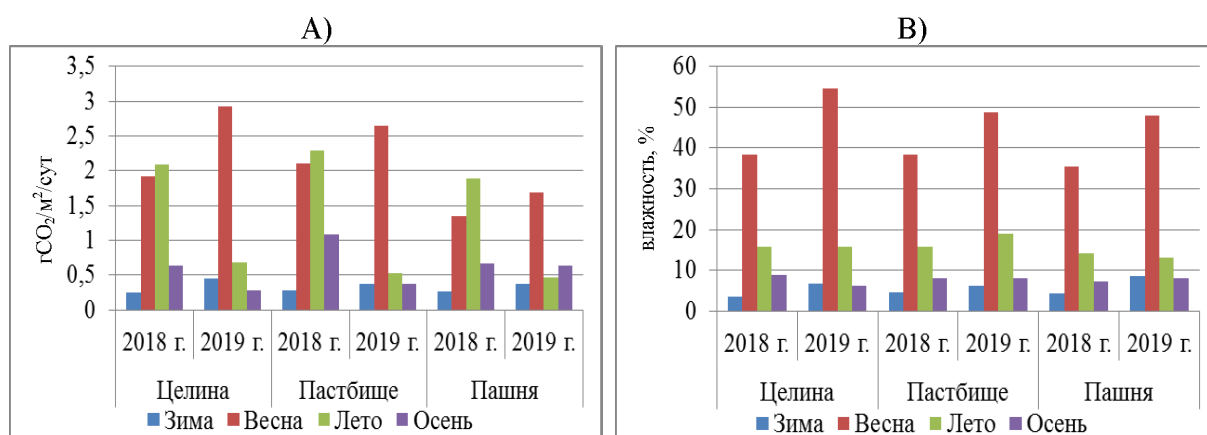 А)
гСО₂/м²/сут
3,5
3
2,5
2
1,5
1
0,5
0
2018 г. 2019 г. 2018 г. 2019 г. 2018 г. 2019 г.
Целина Пастбище Пашня
Зима Весна Лето Осень
В)
влажность, %
60
50
40
30
20
10
0
2018 г. 2019 г. 2018 г. 2019 г. 2018 г. 2019 г.
Целина Пастбище Пашня
Зима Весна Лето Осень